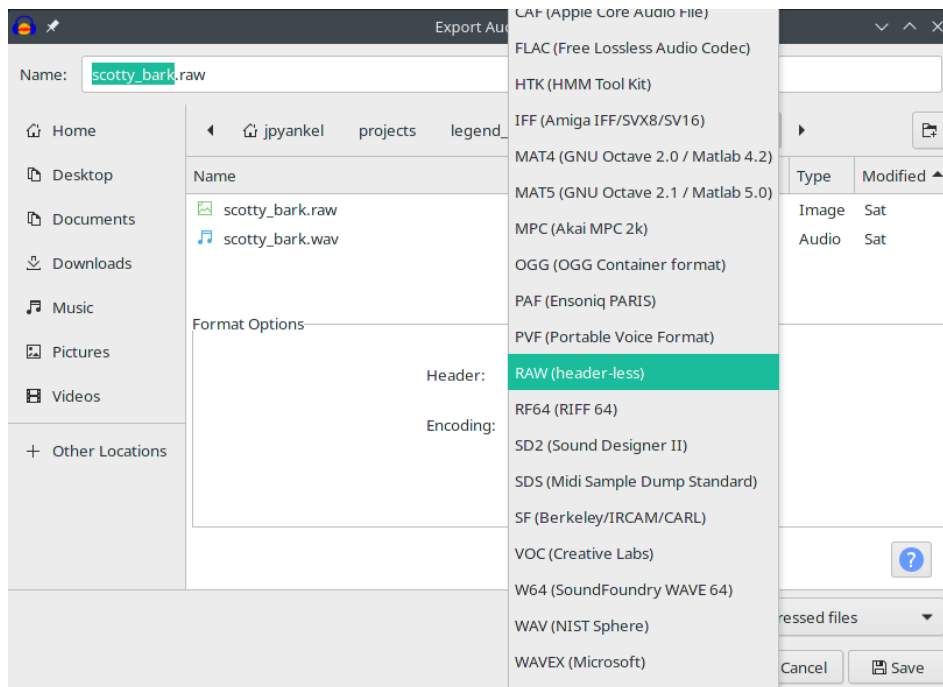 Export Au
Name:
scotty_bark.raw
Home
Desktop
Documents
Downloads
Music
Pictures
Videos
Other Locations
jpyankel
projects
legend_
Name
Type
Modified
scotty_bark.raw
Image
Sat
scotty_bark.wav
Audio
Sat
Format Options
Header:
Encoding:
CAF (Apple Core Audio File)
FLAC (Free Lossless Audio Codec)
HTK (HMM Tool Kit)
IFF (Amiga IFF/SVX8/SV16)
MAT4 (GNU Octave 2.0 / Matlab 4.2)
MAT5 (GNU Octave 2.1 / Matlab 5.0)
MPC (Akai MPC 2k)
OGG (OGG Container format)
PAF (Ensoniq PARIS)
PVF (Portable Voice Format)
RAW (header-less)
RF64 (RIFF 64)
SD2 (Sound Designer II)
SDS (Midi Sample Dump Standard)
SF (Berkeley/IRCAM/CARL)
VOC (Creative Labs)
W64 (SoundFoundry WAVE 64)
WAV (NIST Sphere)
WAVEX (Microsoft)
?
ressed files
Cancel
Save